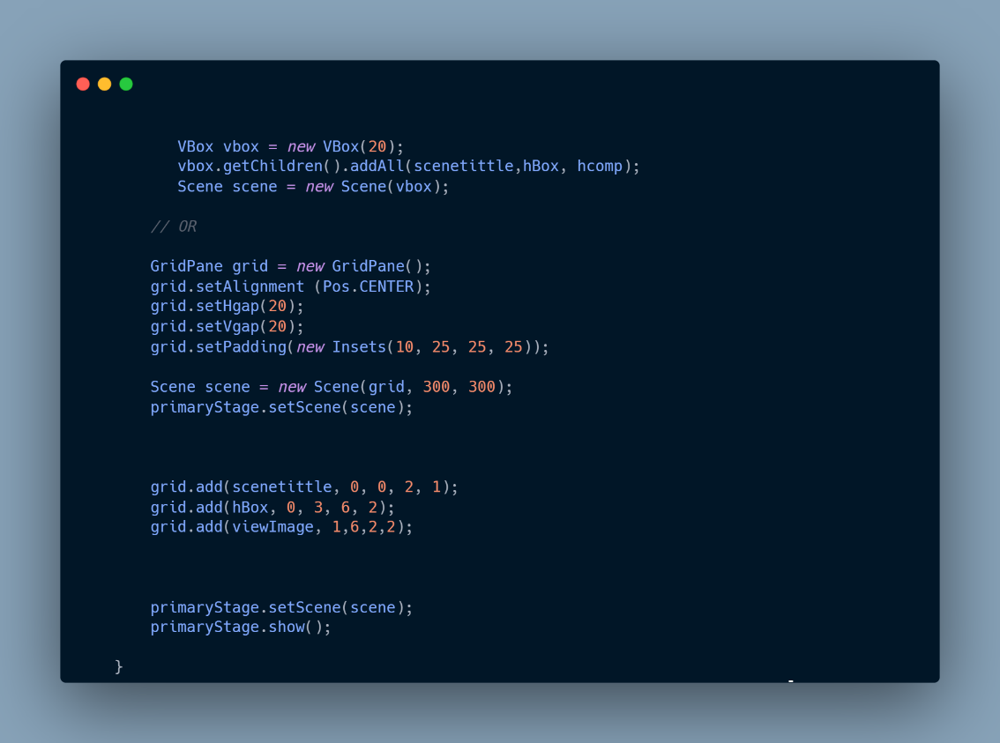 VBox vbox = new VBox(20);
vbox.getChildren().addAll(scenetittle,hBox, hcomp);
Scene scene = new Scene(vbox);
// OR
GridPane grid = new GridPane();
grid.setAlignment (Pos.CENTER);
grid.setHgap(20);
grid.setVgap(20);
grid.setPadding(new Insets(10, 25, 25, 25));
Scene scene = new Scene(grid, 300, 300);
primaryStage.setScene(scene);
grid.add(scenetittle, 0, 0, 2, 1);
grid.add(hBox, 0, 3, 6, 2);
grid.add(viewImage, 1,6,2,2);
primaryStage.setScene(scene);
primaryStage.show();
}